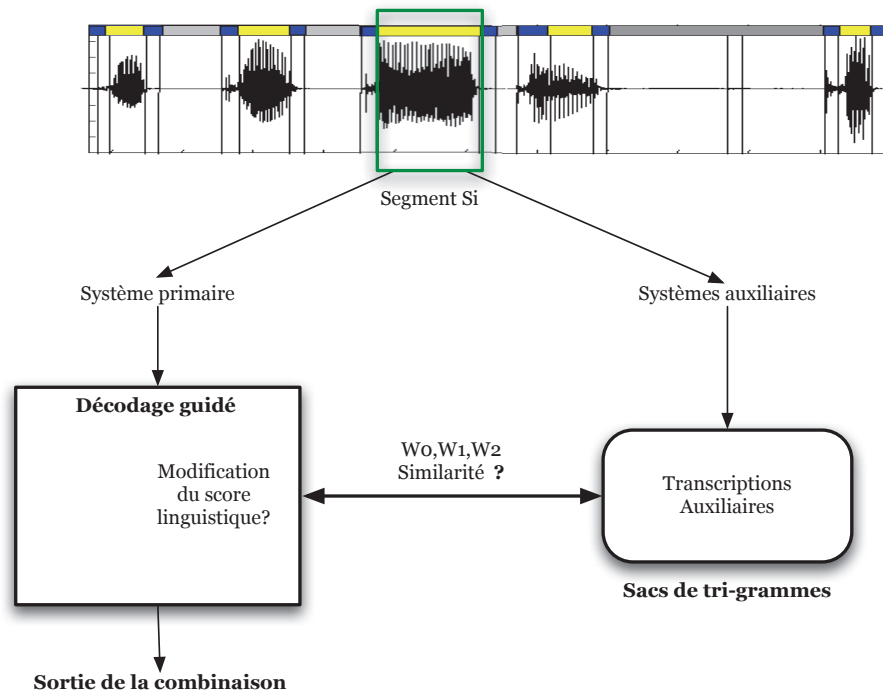 Segment Si
Système primaire
Systèmes auxiliaires
Décodage guidé
Modification
du score
linguistique?
W0,W1,W2
Similarité ?
Transcriptions
Auxiliaires
Sacs de tri-grammes
Sortie de la combinaison